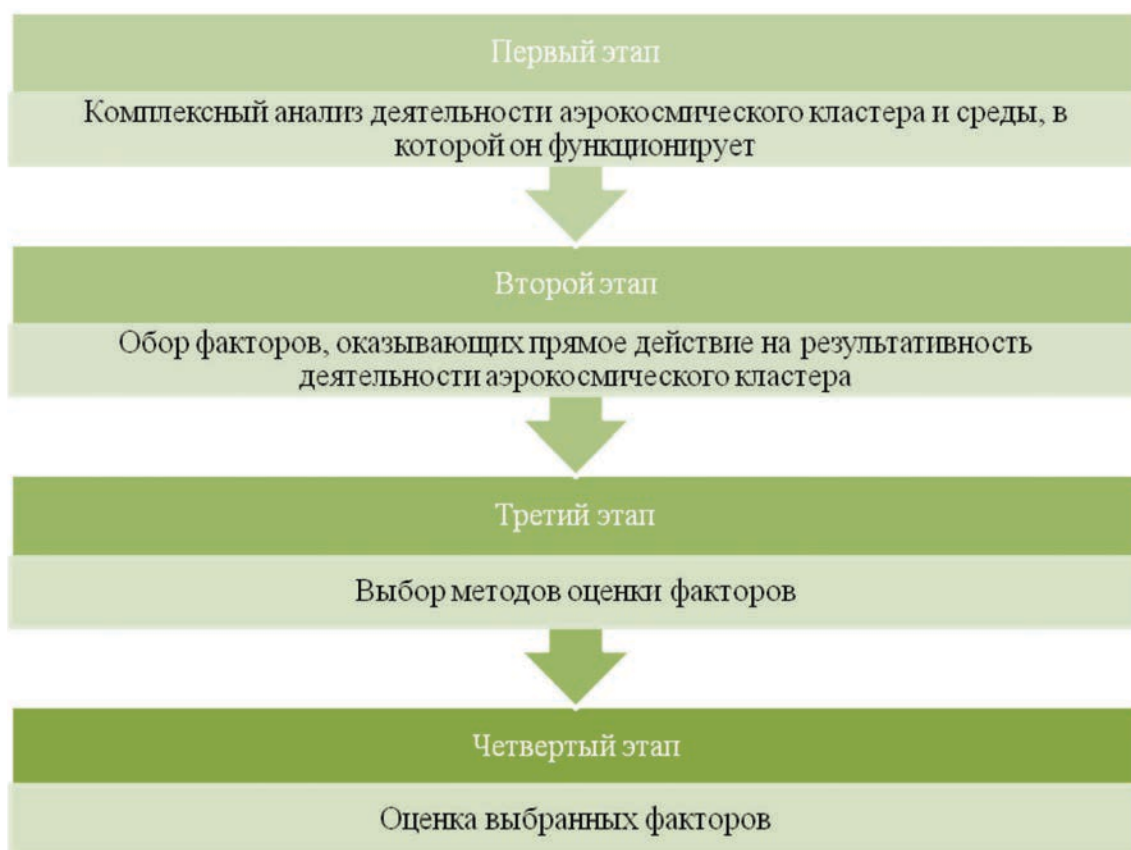 Первый этап
Комплексный анализ деятельности аэрокосмического кластера и среды, в
которой он функционирует
Второй этап
Обор факторов, оказывающих прямое действие на результативность
деятельности аэрокосмического кластера
Третий этап
Выбор методов оценки факторов
Четвертый этап
Оценка выбранных факторов